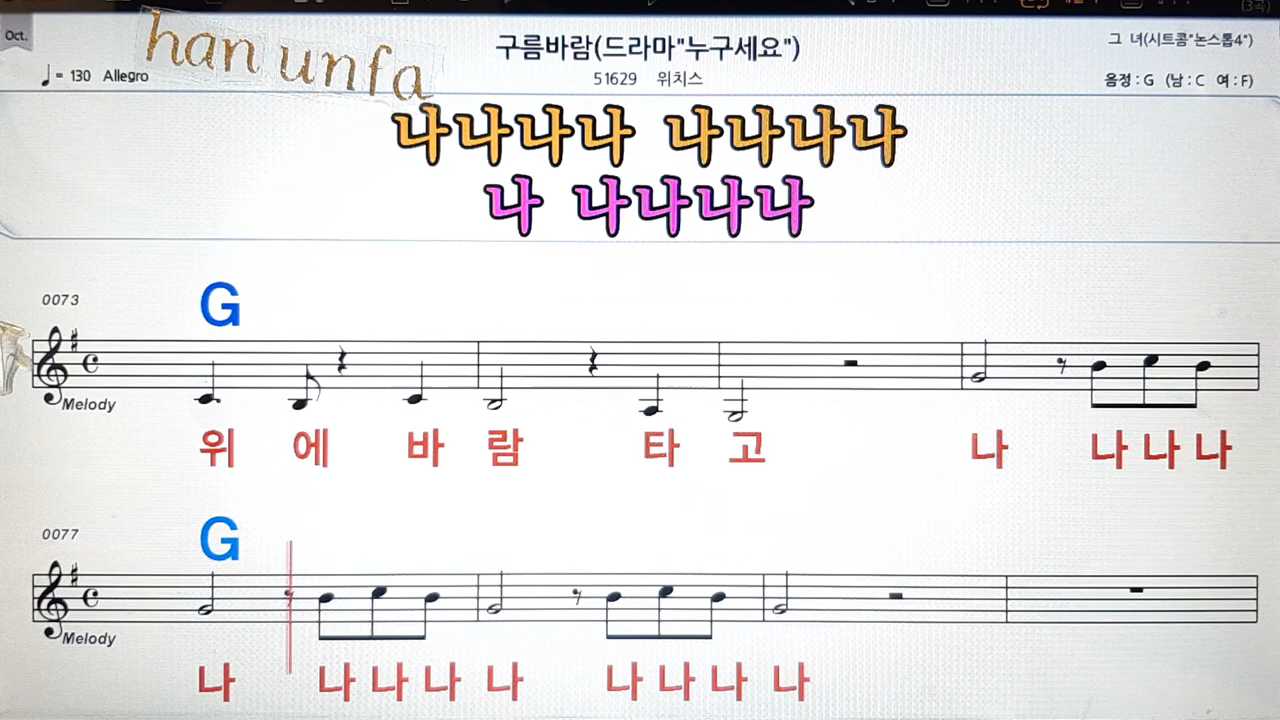 Oct.
han unfa
구름바람(드라마"누구세요")
그 녀(시트콤"논스톱4")
♩= 130 Allegro
51629 위치스
음정 : G (남 : C 여 : F)
나나나나 나나나나
나 나나나나
0073
G
Melody
위 에 바 람 타 고 나 나 나 나
0077
G
Melody
나 나 나 나 나 나 나 나 나